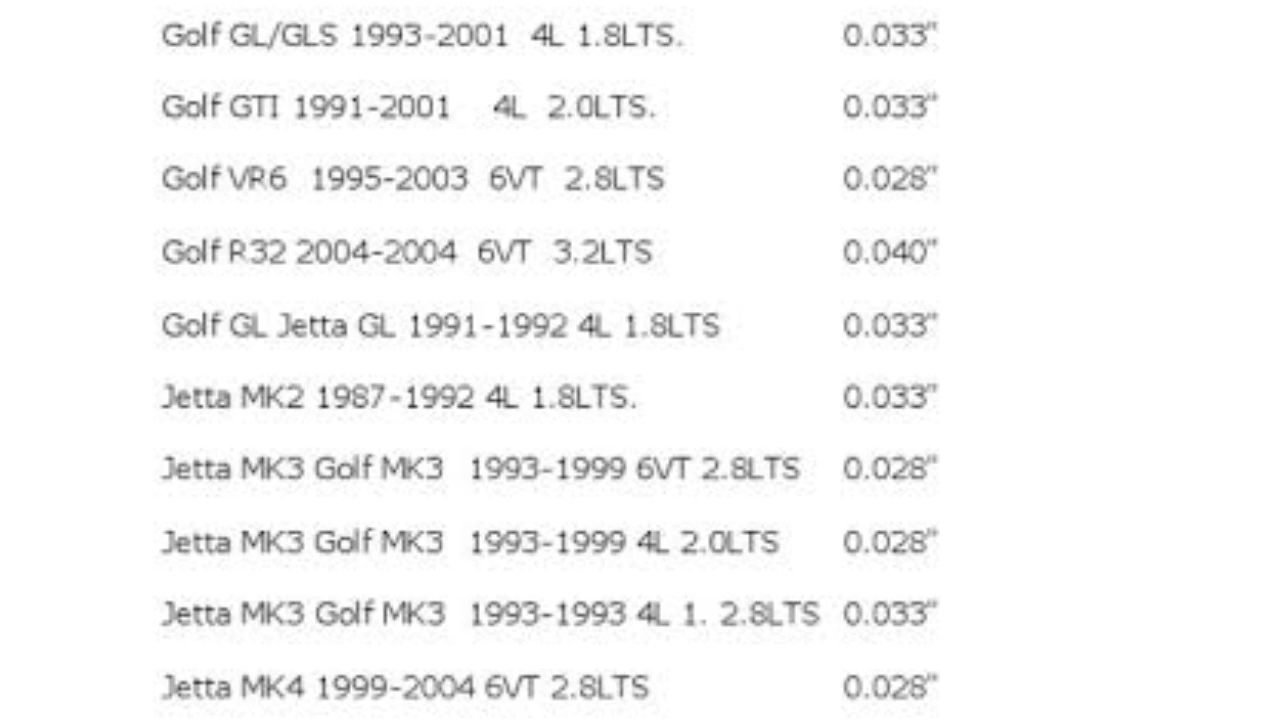 Golf GL/GLS 1993-2001 4L 1.8LTS. 0.033"
Golf GTI 1991-2001 4L 2.0LTS. 0.033"
Golf VR6 1995-2003 6VT 2.8LTS 0.028"
Golf R32 2004-2004 6VT 3.2LTS 0.040"
Golf GL Jetta GL 1991-1992 4L 1.8LTS 0.033"
Jetta MK2 1987-1992 4L 1.8LTS. 0.033"
Jetta MK3 Golf MK3 1993-1999 6VT 2.8LTS 0.028"
Jetta MK3 Golf MK3 1993-1999 4L 2.0LTS 0.028"
Jetta MK3 Golf MK3 1993-1993 4L 1. 2.8LTS 0.033"
Jetta MK4 1999-2004 6VT 2.8LTS 0.028"